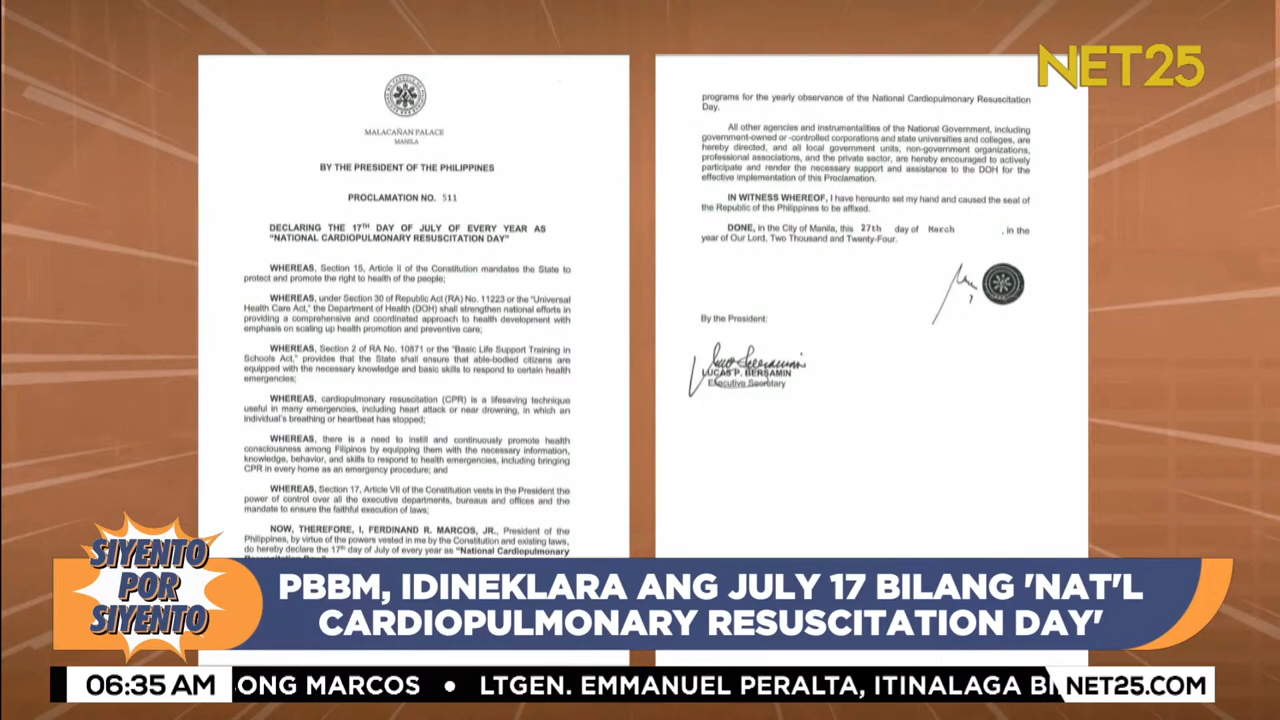 NET25
MALACAÑAN PALACE
MANILA
BY THE PRESIDENT OF THE PHILIPPINES
PROCLAMATION NO. 511
DECLARING THE 17TH DAY OF JULY OF EVERY YEAR AS
"NATIONAL CARDIOPULMONARY RESUSCITATION DAY"
WHEREAS, Section 15, Article II of the Constitution mandates the State to
protect and promote the right to health of the people;
WHEREAS, under Section 30 of Republic Act (RA) No. 11223 or the "Universal
Health Care Act," the Department of Health (DOH) shall strengthen national efforts in
providing a comprehensive and coordinated approach to health development with
emphasis on scaling up health promotion and preventive care;
WHEREAS, Section 2 of RA No. 10871 or the "Basic Life Support Training in
Schools Act," provides that the State shall ensure that able-bodied citizens are
equipped with the necessary knowledge and basic skills to respond to certain health
emergencies;
WHEREAS, cardiopulmonary resuscitation (CPR) is a lifesaving technique
useful in many emergencies, including heart attack or near drowning, in which an
individual's breathing or heartbeat has stopped;
WHEREAS, there is a need to instill and continuously promote health
consciousness among Filipinos by equipping them with the necessary information,
knowledge, behavior, and skills to respond to health emergencies, including bringing
CPR in every home as an emergency procedure; and
WHEREAS, Section 17, Article VII of the Constitution vests in the President the
power of control over all the executive departments, bureaus and offices and the
mandate to ensure the faithful execution of laws;
NOW, THEREFORE, I, FERDINAND R. MARCOS, JR., President of the
Philippines, by virtue of the powers vested in me by the Constitution and existing laws,
do hereby declare the 17th day of July of every year as "National Cardiopulmonary
programs for the yearly observance of the National Cardiopulmonary Resuscitation
Day.
All other agencies and instrumentalities of the National Government, including
government-owned or -controlled corporations and state universities and colleges, are
hereby directed, and all local government units, non-government organizations,
professional associations, and the private sector, are hereby encouraged to actively
participate and render the necessary support and assistance to the DOH for the
effective implementation of this Proclamation.
IN WITNESS WHEREOF, I have hereunto set my hand and caused the seal of
the Republic of the Philippines to be affixed.
DONE, in the City of Manila, this 27th day of March , in the
year of Our Lord, Two Thousand and Twenty-Four.
By the President:
LUCAS P. BERSAMIN
Executive Secretary
SIYENTO
POR
SIYENTO
PBBM, IDINEKLARA ANG JULY 17 BILANG 'NAT'L
CARDIOPULMONARY RESUSCITATION DAY'
06:35 AM ONG MARCOS • LTGEN. EMMANUEL PERALTA, ITINALAGA BI NET25.COM